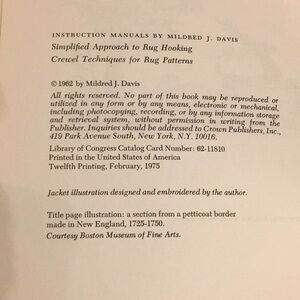 INSTRUCTION MANUALS BY MILDRED J. DAVIS
Simplified Approach to Rug Hooking
Crewel Techniques for Rug Patterns
© 1962 by Mildred J. Davis
All rights reserved. No part of this book may be reproduced or
utilized in any form or by any means, electronic or mechanical,
including photocopying, recording, or by any information storage
and retrieval system, without permission in writing from the
Publisher. Inquiries should be addressed to Crown Publishers, Inc.,
419 Park Avenue South, New York, N.Y. 10016.
Library of Congress Catalog Card Number: 62-11810
Printed in the United States of America
Twelfth Printing, February, 1975
Jacket illustration designed and embroidered by the author.
Title page illustration: a section from a petticoat border
made in New England, 1725-1750.
Courtesy Boston Museum of Fine Arts.